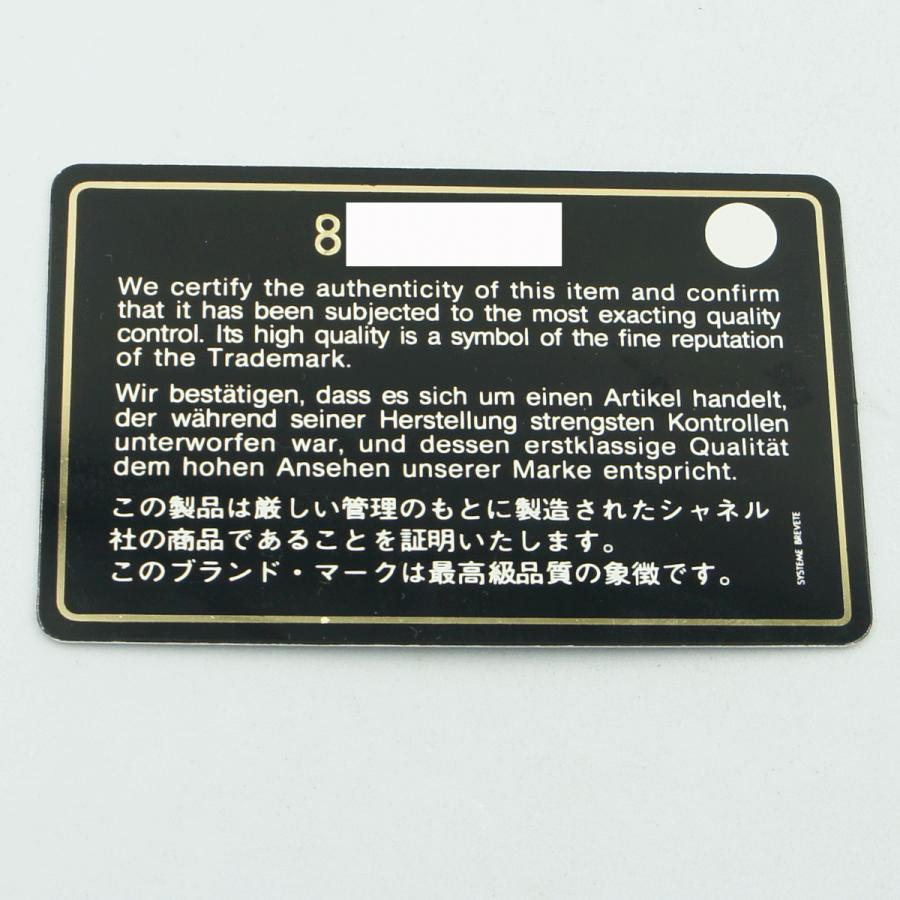 8
We certify the authenticity of this item and confirm
that it has been subjected to the most exacting quality
control. Its high quality is a symbol of the fine reputation
of the Trademark.
Wir bestätigen, dass es sich um einen Artikel handelt,
der während seiner Herstellung strengsten Kontrollen
unterworfen war, und dessen erstklassige Qualität
dem hohen Ansehen unserer Marke entspricht.
この製品は厳しい管理のもとに製造されたシャネル
社の商品であることを証明いたします。
このブランド・マークは最高級品質の象徴です。
SYSTEME BREVETE